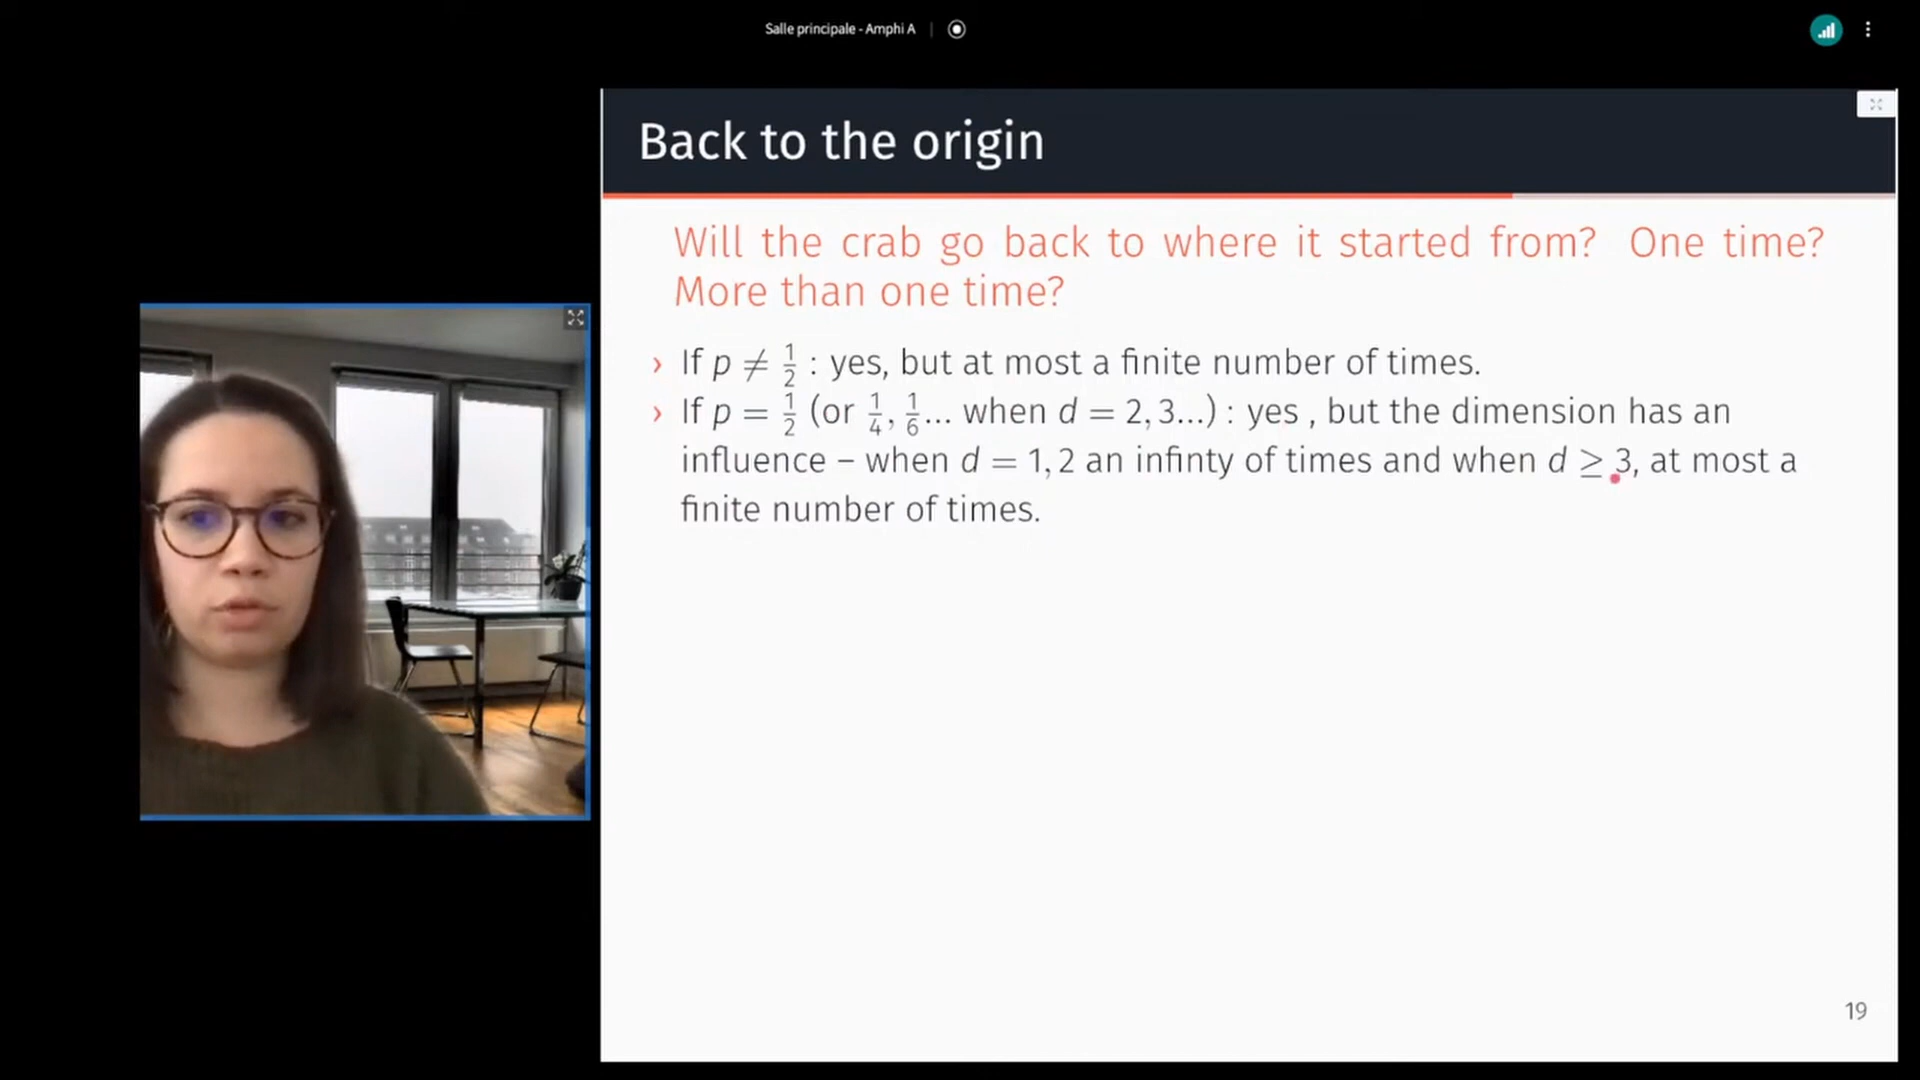 Salle principale - Amphi A
Back to the origin
Will the crab go back to where it started from? One time?
More than one time?
› If p ≠ 1/2 : yes, but at most a finite number of times.
› If p = 1/2 (or 1/4, 1/6... when d = 2, 3...) : yes , but the dimension has an
influence – when d = 1, 2 an infinty of times and when d ≥ 3, at most a
finite number of times.
19